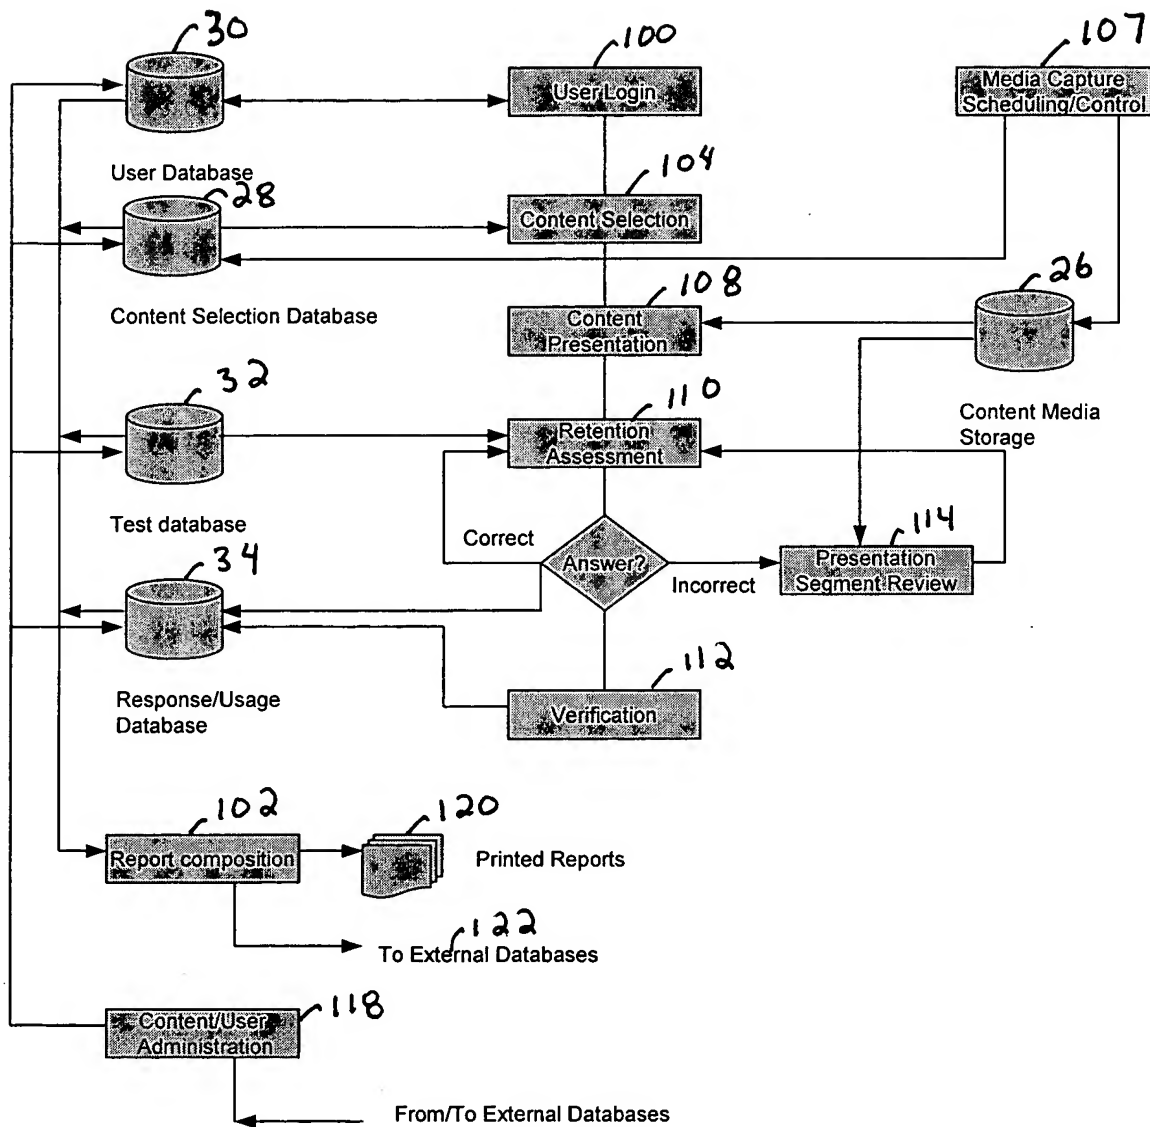 30
100
107
User Login
Media Capture
Scheduling/Control
User Database
28
104
Content Selection
108
26
Content Selection Database
Content
Presentation
32
110
Retention
Assessment
Content Media
Storage
Test database
Correct
34
Answer?
Incorrect
114
Presentation
Segment Review
112
Response/Usage
Database
Verification
102
120
Report composition
Printed Reports
122
To External Databases
118
Content/User
Administration
From/To External Databases